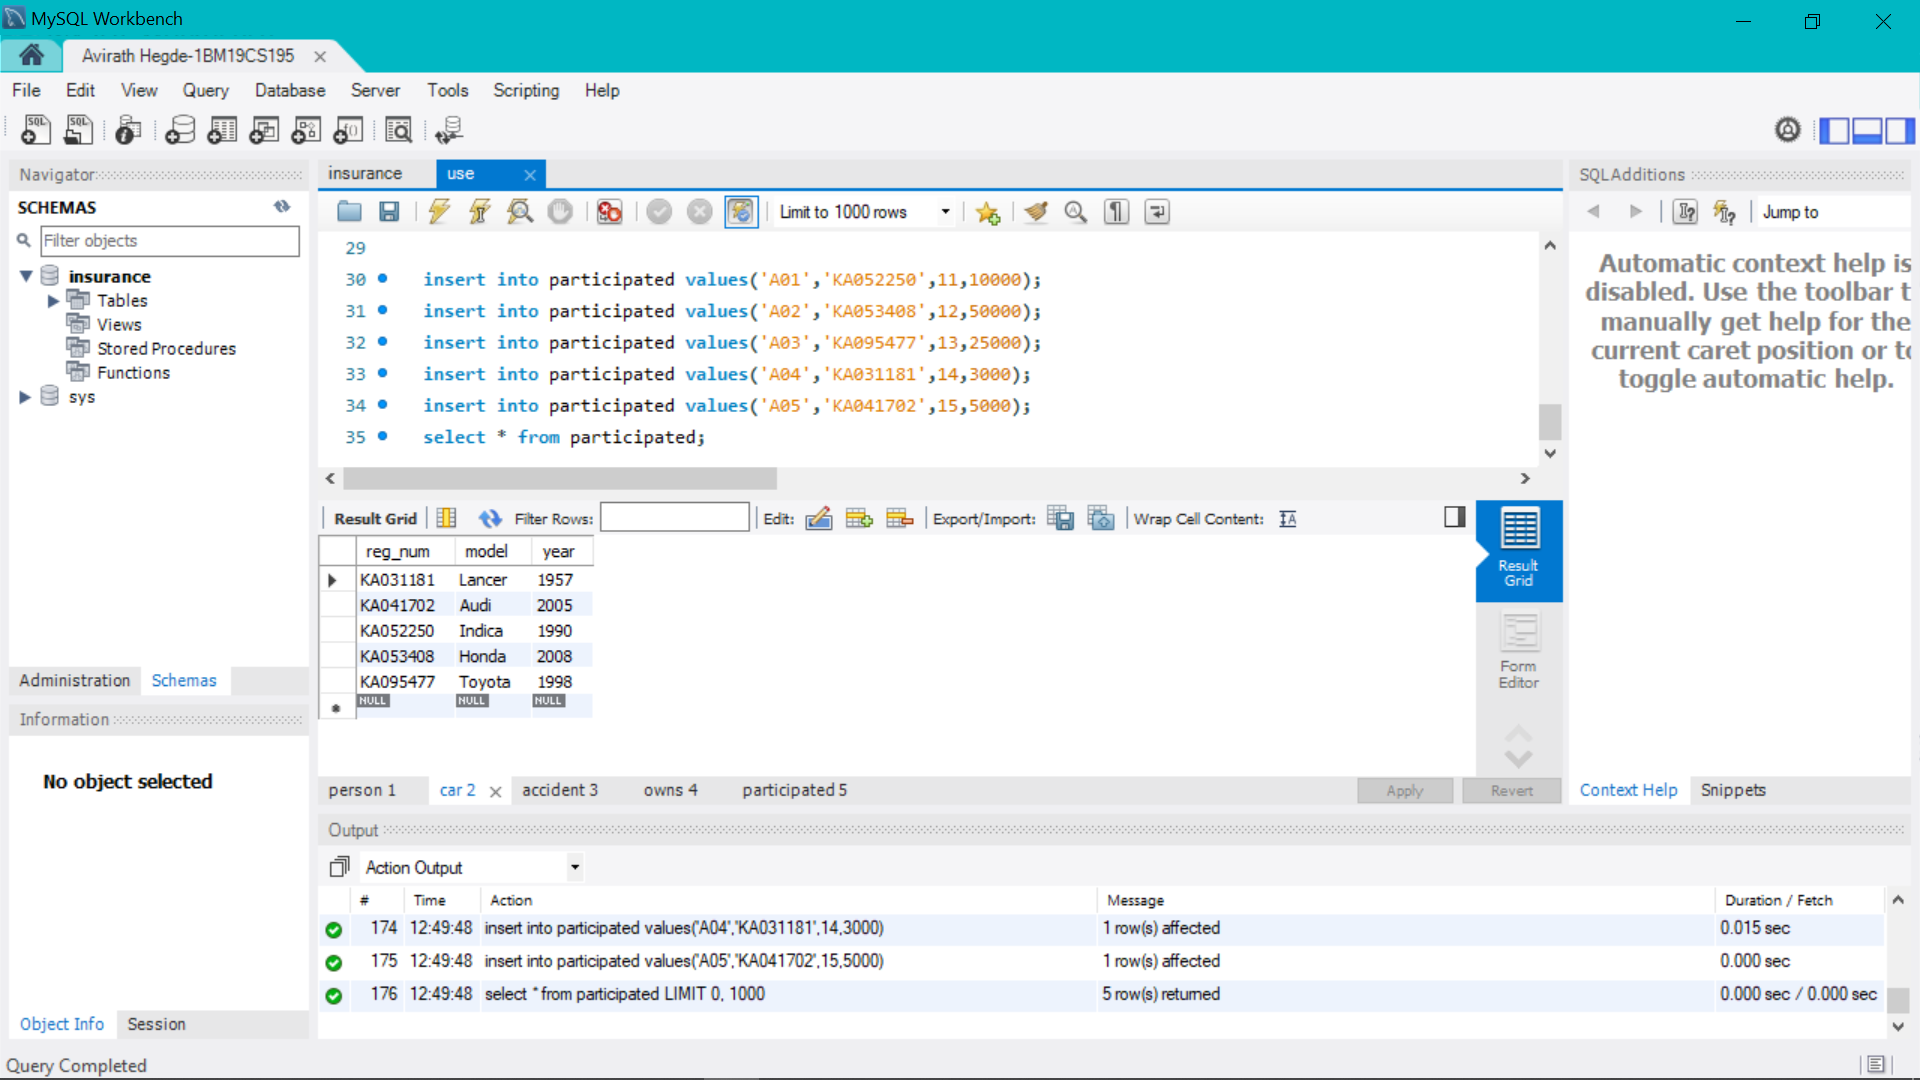 MySQL Workbench
Avirath Hegde-1BM19CS195
File Edit View Query Database Server Tools Scripting Help
SQL SQL
Navigator
SCHEMAS
Filter objects
insurance
Tables
Views
Stored Procedures
Functions
sys
Administration Schemas
Information
No object selected
Object Info Session
insurance use
Limit to 1000 rows
29
30 insert into participated values('A01','KA052250',11,10000);
31 insert into participated values('A02','KA053408',12,50000);
32 insert into participated values('A03','KA095477',13,25000);
33 insert into participated values('A04','KA031181',14,3000);
34 insert into participated values('A05','KA041702',15,5000);
35 select * from participated;
Result Grid Filter Rows: Edit: Export/Import: Wrap Cell Content:
reg_num model year
KA031181 Lancer 1957
KA041702 Audi 2005
KA052250 Indica 1990
KA053408 Honda 2008
KA095477 Toyota 1998
NULL NULL NULL
Result
Grid
Form
Editor
person 1 car 2 accident 3 owns 4 participated 5
Apply Revert
SQLAdditions
Jump to
Automatic context help is
disabled. Use the toolbar t
manually get help for the
current caret position or to
toggle automatic help.
Context Help Snippets
Output
Action Output
# Time Action Message Duration / Fetch
174 12:49:48 insert into participated values('A04','KA031181',14,3000) 1 row(s) affected 0.015 sec
175 12:49:48 insert into participated values('A05','KA041702',15,5000) 1 row(s) affected 0.000 sec
176 12:49:48 select * from participated LIMIT 0, 1000 5 row(s) returned 0.000 sec / 0.000 sec
Query Completed